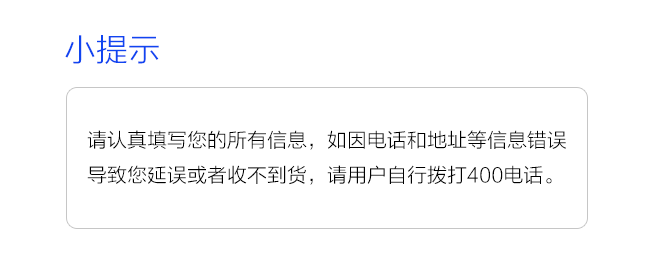 小提示
请认真填写您的所有信息，如因电话和地址等信息错误
导致您延误或者收不到货，请用户自行拨打400电话。